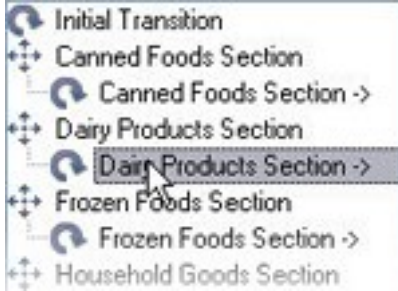 Initial Transition
Canned Foods Section
Canned Foods Section ->
Dairy Products Section
Dairy Products Section ->
Frozen Foods Section
Frozen Foods Section ->
Household Goods Section